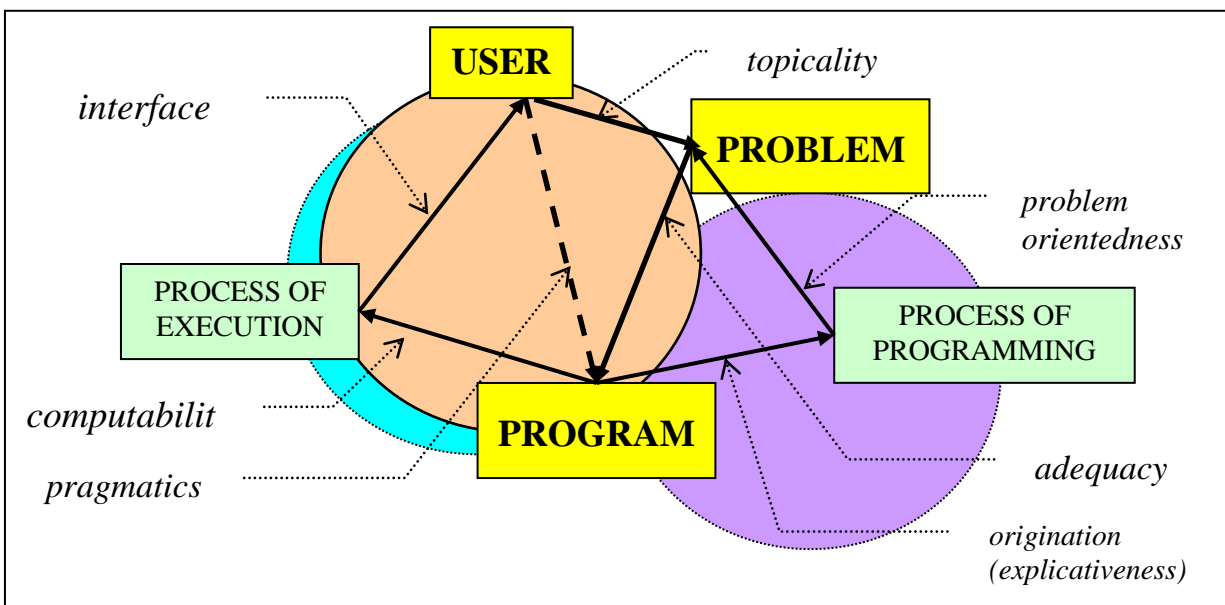 USER
topicality
interface
PROBLEM
problem
orientedness
PROCESS OF
EXECUTION
PROCESS OF
PROGRAMMING
computabilit
PROGRAM
adequacy
pragmatics
origination
(explicativeness)